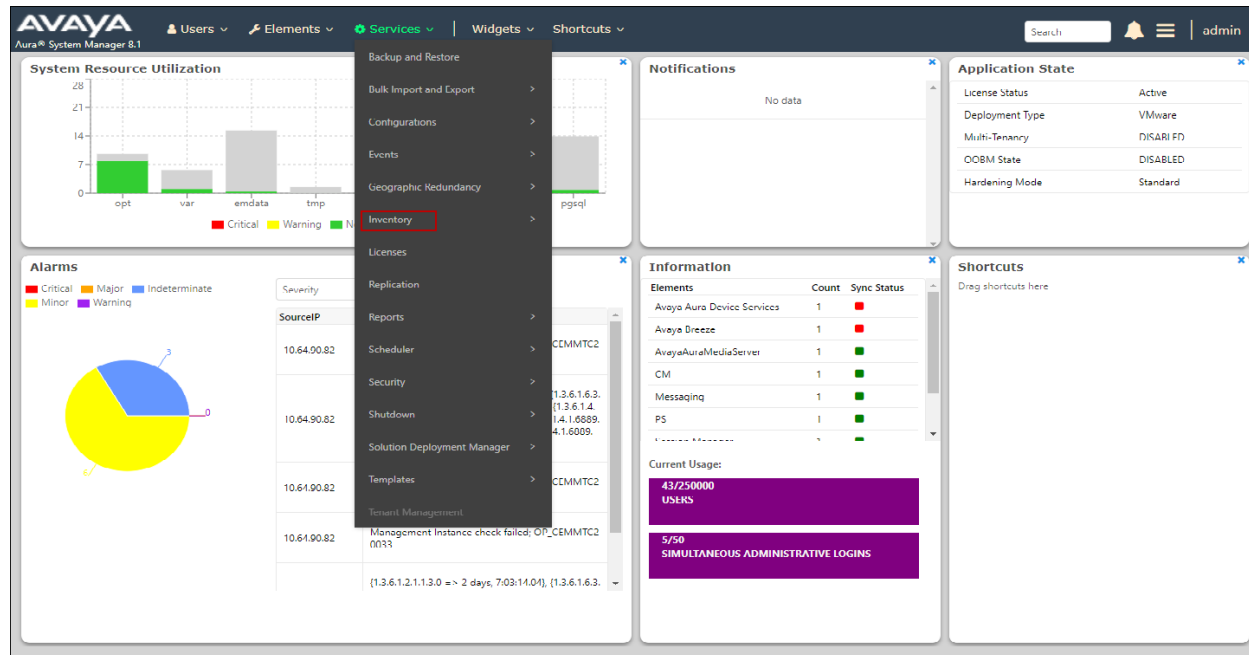 AVAYA
Aura® System Manager 8.1
Users
Elements
Services
Widgets
Shortcuts
Search
admin
System Resource Utilization
28
21
14
7
0
opt
var
emdata
tmp
pgsql
Critical
Warning
Backup and Restore
Bulk Import and Export
Configurations
Events
Geographic Redundancy
Inventory
Licenses
Replication
Reports
Scheduler
Security
Shutdown
Solution Deployment Manager
Templates
Tenant Management
Notifications
No data
Application State
License Status Active
Deployment Type VMware
Multi-Tenancy DISABLED
OOBM State DISABLED
Hardening Mode Standard
Alarms
Critical Major Indeterminate
Minor Warning
3
0
Severity
SourceIP
10.64.90.82
CEMMTC2
10.64.90.82
{1.3.6.1.6.3.
{1.3.6.1.4.
1.4.1.6889.
4.1.6889.
10.64.90.82
CEMMTC2
10.64.90.82
Management Instance check failed; OP_CEMMTC2
0033
{1.3.6.1.2.1.1.3.0 => 2 days, 7:03:14.04}, {1.3.6.1.6.3.
Information
Elements Count Sync Status
Avaya Aura Device Services 1
Avaya Breeze 1
AvayaAuraMediaServer 1
CM 1
Messaging 1
PS 1
Current Usage:
43/250000
USERS
5/50
SIMULTANEOUS ADMINISTRATIVE LOGINS
Shortcuts
Drag shortcuts here